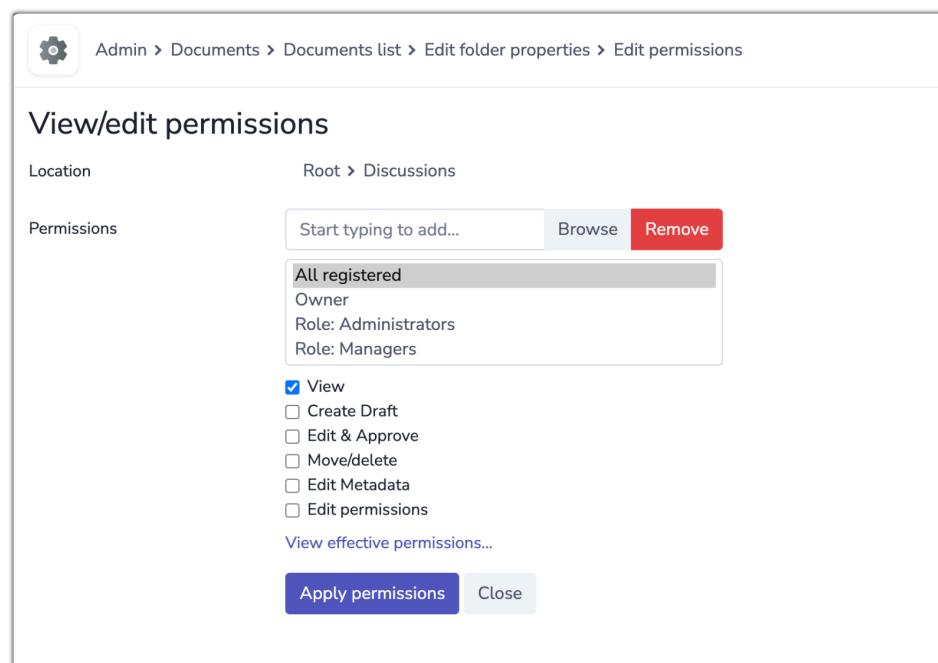 Admin > Documents > Documents list > Edit folder properties > Edit permissions
View/edit permissions
Location Root > Discussions
Permissions Start typing to add... Browse Remove
All registered
Owner
Role: Administrators
Role: Managers
View
Create Draft
Edit & Approve
Move/delete
Edit Metadata
Edit permissions
View effective permissions...
Apply permissions Close